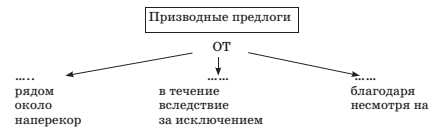 Призводные предлоги
ОТ
….. …… ……
рядом в течение благодаря
около вследствие несмотря на
наперекор за исключением